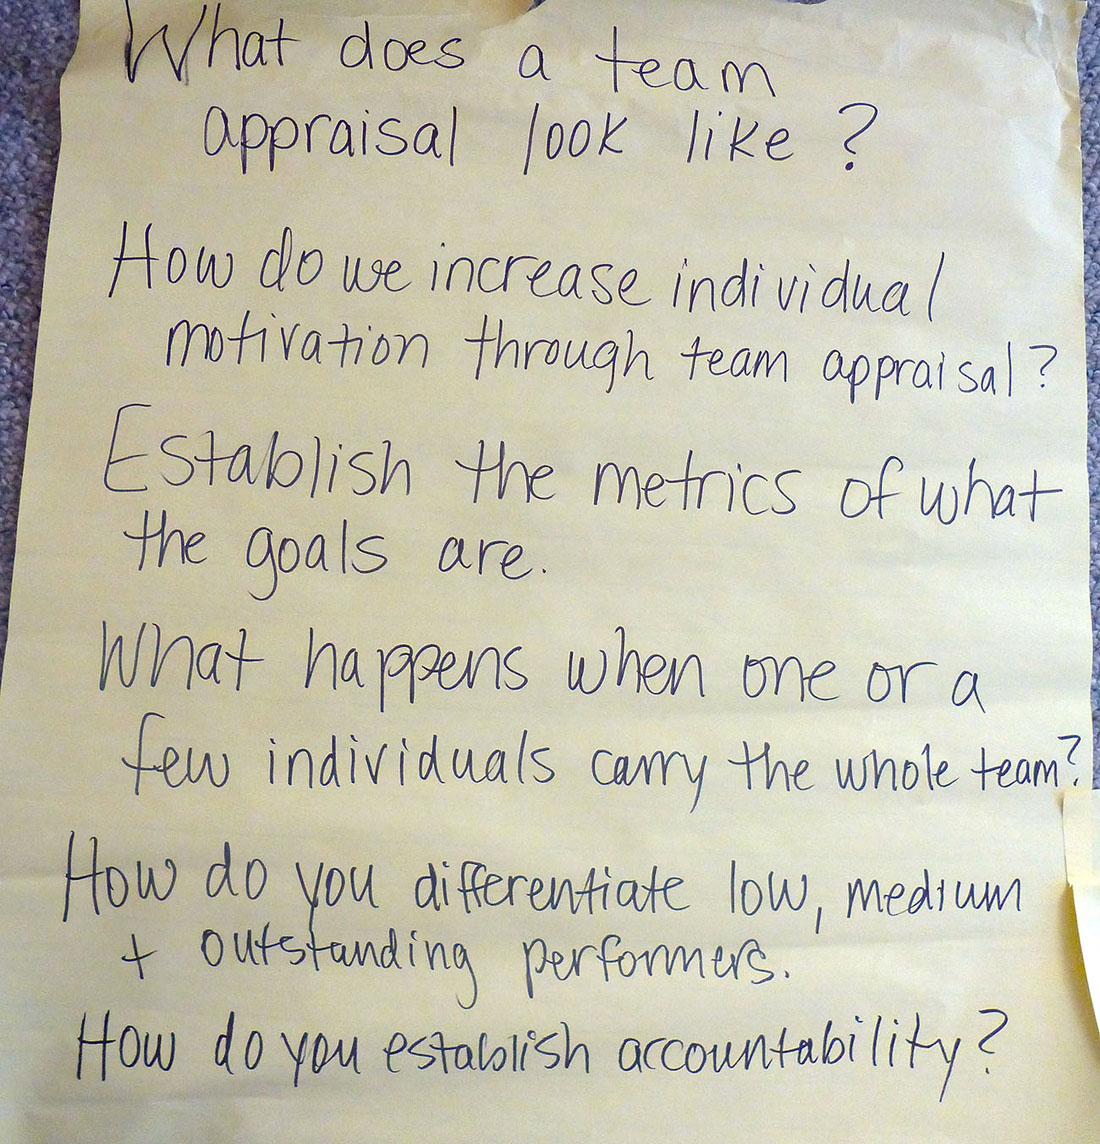 What does a team
appraisal look like?
How do we increase individual
motivation through team appraisal?
Establish the metrics of what
the goals are.
What happens when one or a
few individuals carry the whole team?
How do you differentiate low, medium
+ outstanding performers.
How do you establish accountability?